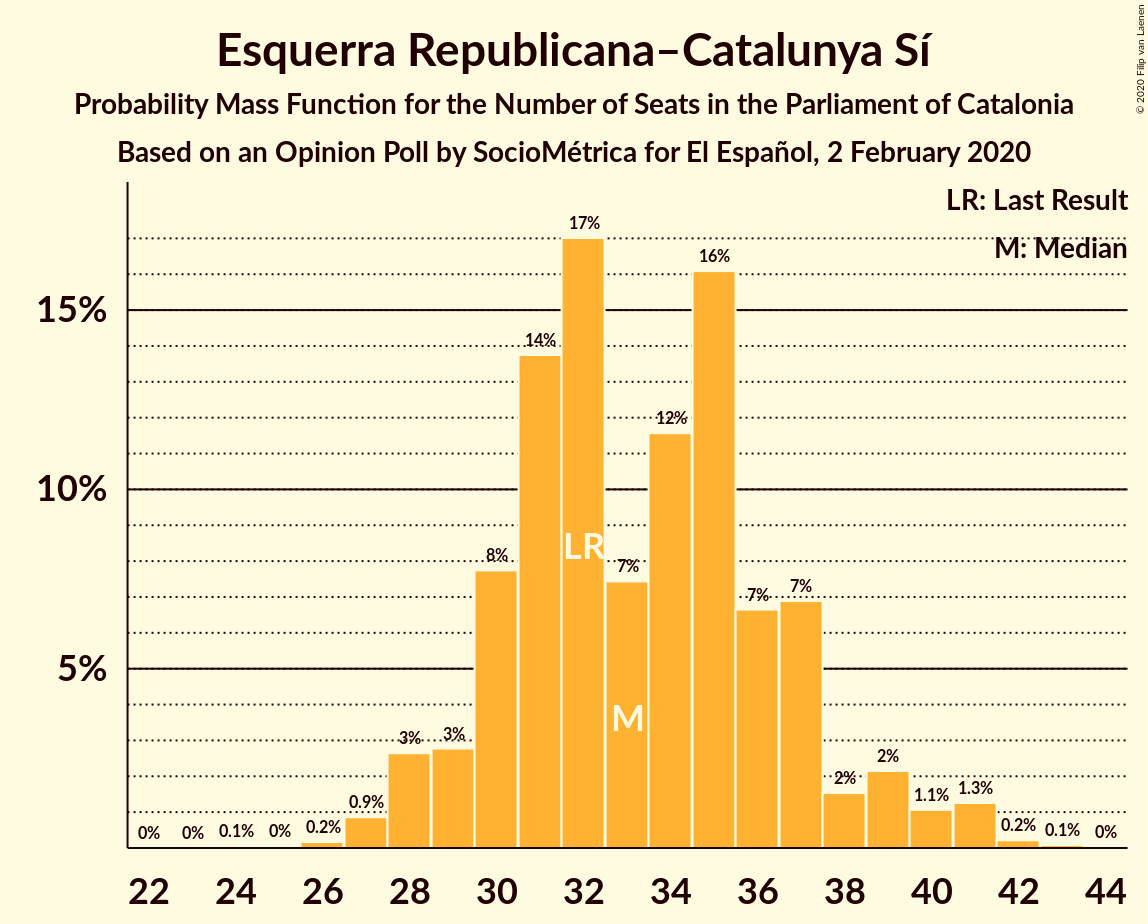 Esquerra Republicana–Catalunya Sí
Probability Mass Function for the Number of Seats in the Parliament of Catalonia
Based on an Opinion Poll by SocioMétrica for El Español, 2 February 2020
© 2020 Filip van Laenen
LR: Last Result
M: Median
15%
10%
5%
0%
0%
0.1%
0%
0.2%
0.9%
3%
3%
8%
14%
17%
7%
12%
16%
7%
7%
2%
2%
1.1%
1.3%
0.2%
0.1%
0%
LR
M
22 24 26 28 30 32 34 36 38 40 42 44